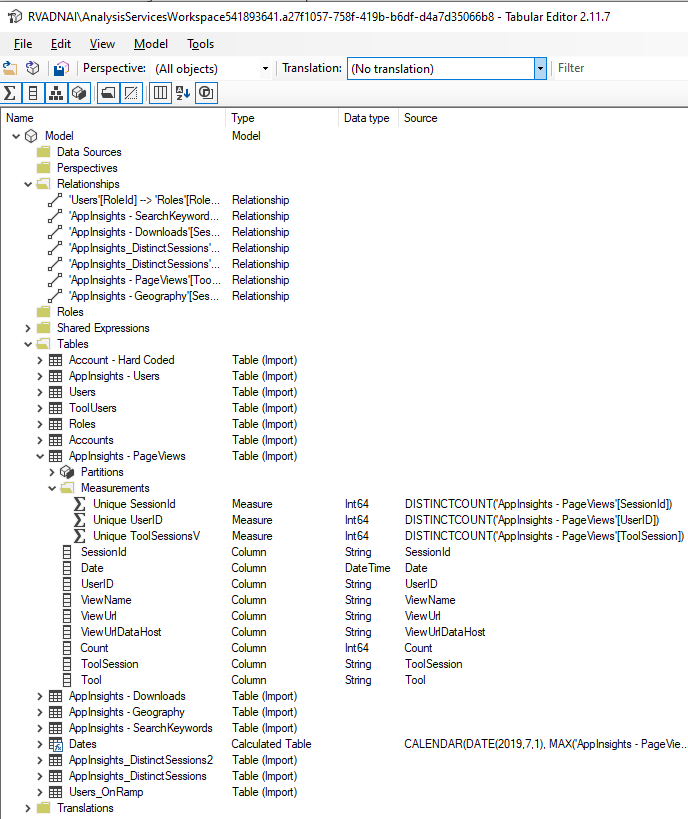 RVADNAI\AnalysisServicesWorkspace541893641.a27f1057-758f-419b-b6df-d4a7d35066b8 - Tabular Editor 2.11.7
File Edit View Model Tools
Perspective: (All objects) Translation: (No translation) Filter
Name Type Data type Source
Model Model
Data Sources
Perspectives
Relationships
'Users'[RoleId] --> 'Roles'[Role... Relationship
'AppInsights - SearchKeyword... Relationship
'AppInsights - Downloads'[Ses... Relationship
'AppInsights_DistinctSessions'... Relationship
'AppInsights_DistinctSessions'... Relationship
'AppInsights - PageViews'[Too... Relationship
'AppInsights - Geography'[Ses... Relationship
Roles
Shared Expressions
Tables
Account - Hard Coded Table (Import)
AppInsights - Users Table (Import)
Users Table (Import)
ToolUsers Table (Import)
Roles Table (Import)
Accounts Table (Import)
AppInsights - PageViews Table (Import)
Partitions
Measurements
Unique SessionId Measure Int64 DISTINCTCOUNT('AppInsights - PageViews'[SessionId])
Unique UserID Measure Int64 DISTINCTCOUNT('AppInsights - PageViews'[UserID])
Unique ToolSessionsV Measure Int64 DISTINCTCOUNT('AppInsights - PageViews'[ToolSession])
SessionId Column String SessionId
Date Column DateTime Date
UserID Column String UserID
ViewName Column String ViewName
ViewUrl Column String ViewUrl
ViewUrlDataHost Column String ViewUrlDataHost
Count Column Int64 Count
ToolSession Column String ToolSession
Tool Column String Tool
AppInsights - Downloads Table (Import)
AppInsights - Geography Table (Import)
AppInsights - SearchKeywords Table (Import)
Dates Calculated Table CALENDAR(DATE(2019,7,1), MAX('AppInsights - PageVie...
AppInsights_DistinctSessions2 Table (Import)
AppInsights_DistinctSessions Table (Import)
Users_OnRamp Table (Import)
Translations